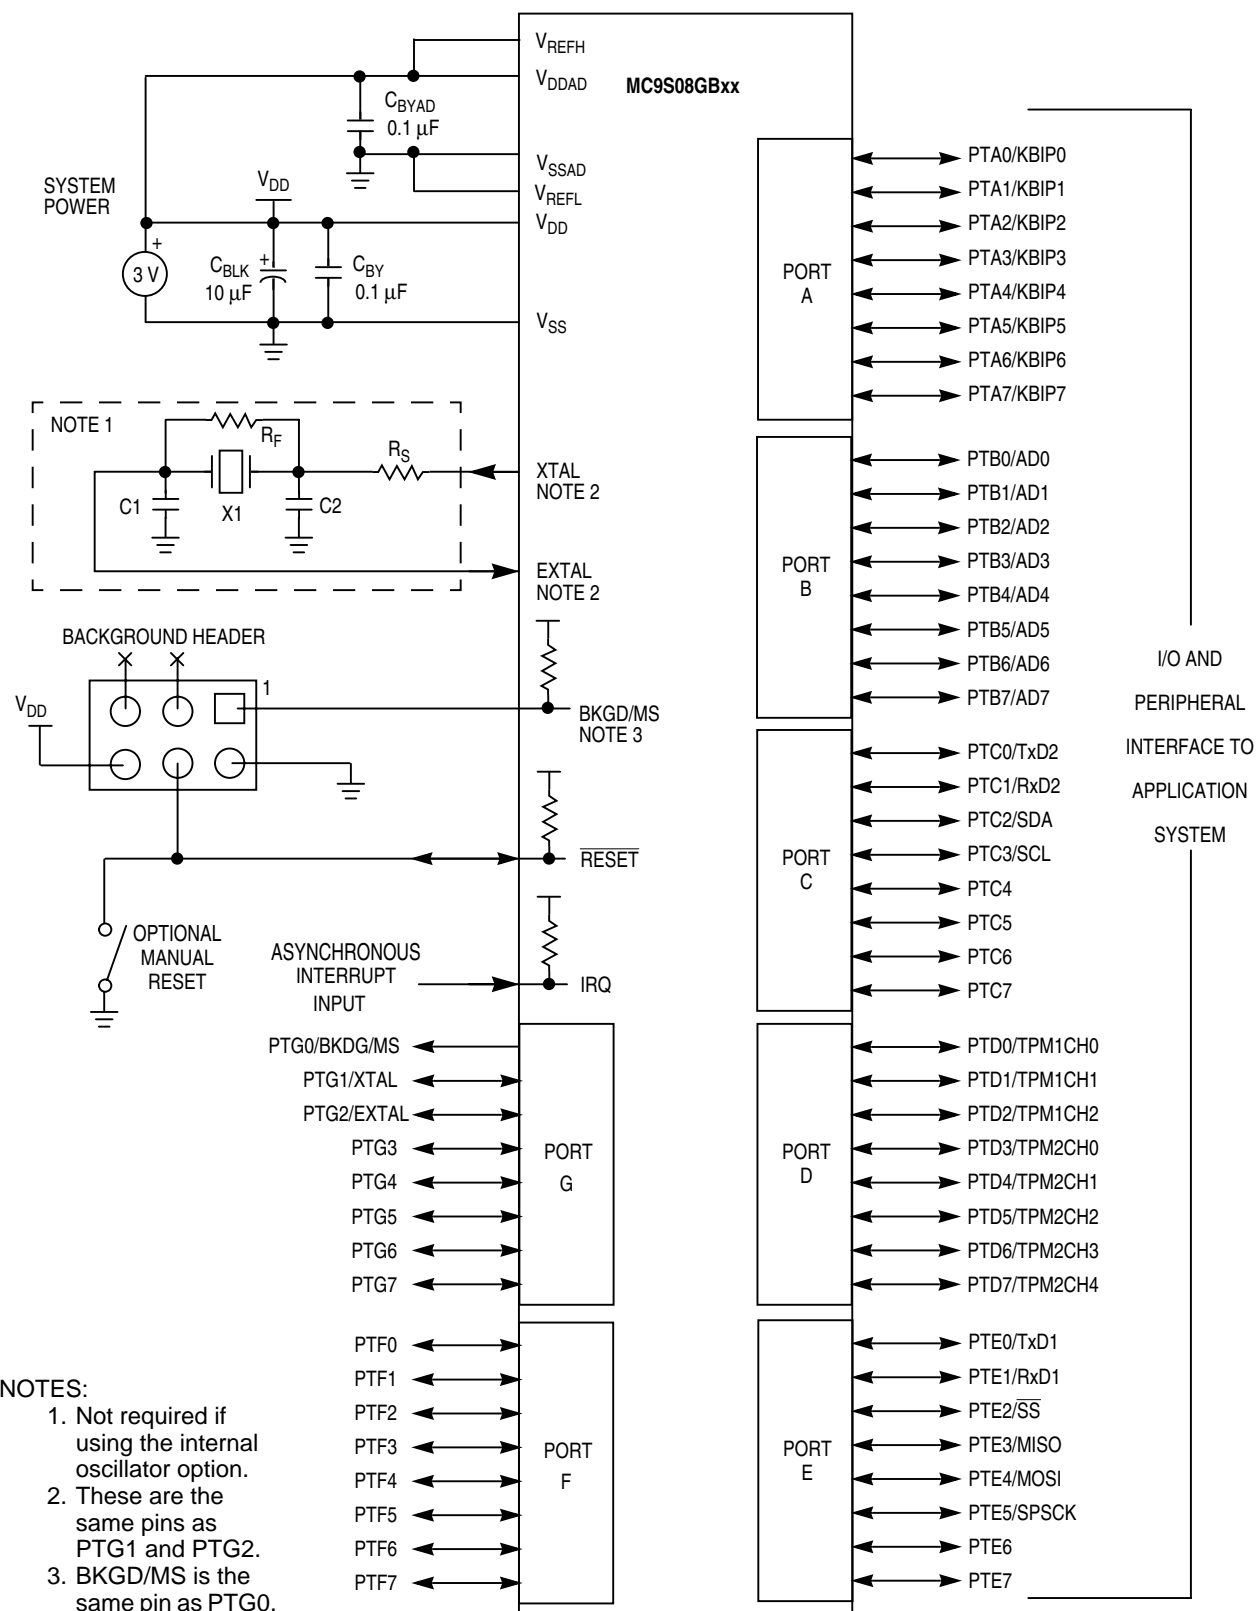 MC9S08GBxx
VREFH
VDDAD
CBYAD
0.1 µF
VSSAD
VREFL
SYSTEM
POWER
VDD
VDD
+
3 V
CBLK
+
10 µF
CBY
0.1 µF
VSS
NOTE 1
RF
RS
C1
X1
C2
XTAL
NOTE 2
EXTAL
NOTE 2
BACKGROUND HEADER
1
VDD
BKGD/MS
NOTE 3
RESET
OPTIONAL
MANUAL
RESET
ASYNCHRONOUS
INTERRUPT
INPUT
IRQ
PTG0/BKDG/MS
PTG1/XTAL
PTG2/EXTAL
PTG3
PTG4
PTG5
PTG6
PTG7
PORT
G
PTF0
PTF1
PTF2
PTF3
PTF4
PTF5
PTF6
PTF7
PORT
F
PORT
A
PTA0/KBIP0
PTA1/KBIP1
PTA2/KBIP2
PTA3/KBIP3
PTA4/KBIP4
PTA5/KBIP5
PTA6/KBIP6
PTA7/KBIP7
PORT
B
PTB0/AD0
PTB1/AD1
PTB2/AD2
PTB3/AD3
PTB4/AD4
PTB5/AD5
PTB6/AD6
PTB7/AD7
PORT
C
PTC0/TxD2
PTC1/RxD2
PTC2/SDA
PTC3/SCL
PTC4
PTC5
PTC6
PTC7
PORT
D
PTD0/TPM1CH0
PTD1/TPM1CH1
PTD2/TPM1CH2
PTD3/TPM2CH0
PTD4/TPM2CH1
PTD5/TPM2CH2
PTD6/TPM2CH3
PTD7/TPM2CH4
PORT
E
PTE0/TxD1
PTE1/RxD1
PTE2/SS
PTE3/MISO
PTE4/MOSI
PTE5/SPSCK
PTE6
PTE7
I/O AND
PERIPHERAL
INTERFACE TO
APPLICATION
SYSTEM
NOTES:
1. Not required if
using the internal
oscillator option.
2. These are the
same pins as
PTG1 and PTG2.
3. BKGD/MS is the
same pin as PTG0.